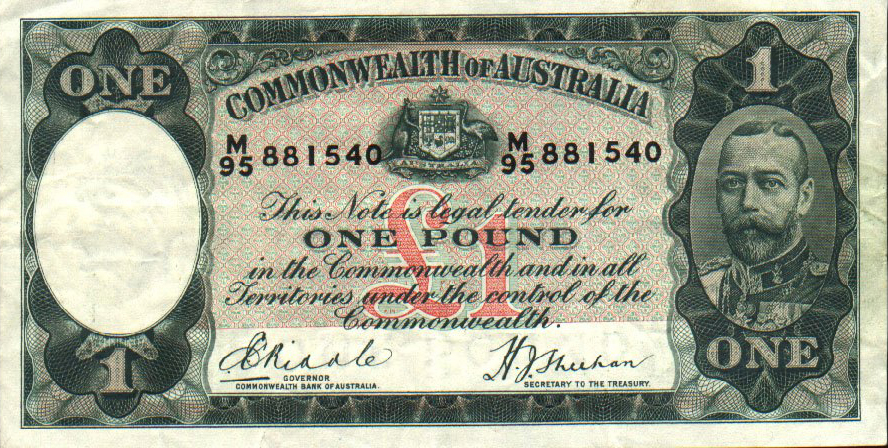 ONE
1
COMMONWEALTH OF AUSTRALIA
M
95 881540
M
95 881540
This Note is legal tender for
ONE POUND
in the Commonwealth and in all
Territories under the control of the
Commonwealth.
£1
ERiddle
GOVERNOR
COMMONWEALTH BANK OF AUSTRALIA.
H.J.Sheehan
SECRETARY TO THE TREASURY.
1
ONE